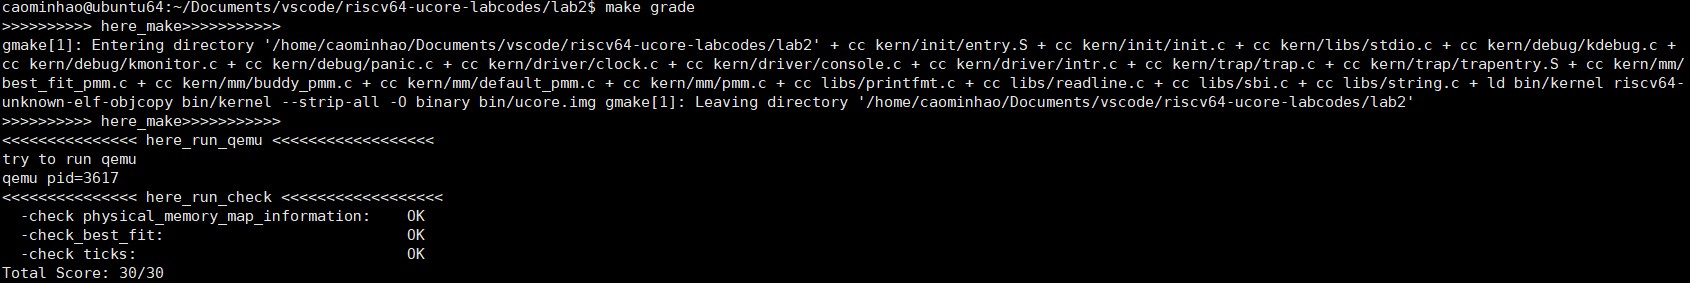 caominhao@ubuntu64:~/Documents/vscode/riscv64-ucore-labcodes/lab2$ make grade
>>>>>>>>>> here_make>>>>>>>>>>>
gmake[1]: Entering directory '/home/caominhao/Documents/vscode/riscv64-ucore-labcodes/lab2' + cc kern/init/entry.S + cc kern/init/init.c + cc kern/libs/stdio.c + cc kern/debug/kdebug.c +
cc kern/debug/kmonitor.c + cc kern/debug/panic.c + cc kern/driver/clock.c + cc kern/driver/console.c + cc kern/driver/intr.c + cc kern/trap/trap.c + cc kern/trap/trapentry.S + cc kern/mm/
best_fit_pmm.c + cc kern/mm/buddy_pmm.c + cc kern/mm/default_pmm.c + cc kern/mm/pmm.c + cc libs/printfmt.c + cc libs/readline.c + cc libs/sbi.c + cc libs/string.c + ld bin/kernel riscv64-
unknown-elf-objcopy bin/kernel --strip-all -O binary bin/ucore.img gmake[1]: Leaving directory '/home/caominhao/Documents/vscode/riscv64-ucore-labcodes/lab2'
>>>>>>>>>> here_make>>>>>>>>>>>
<<<<<<<<<<<<<<< here_run_qemu <<<<<<<<<<<<<<<<<<
try to run qemu
qemu pid=3617
<<<<<<<<<<<<<<< here_run_check <<<<<<<<<<<<<<<<<<
  -check physical_memory_map_information:    OK
  -check_best_fit:                           OK
  -check ticks:                              OK
Total Score: 30/30